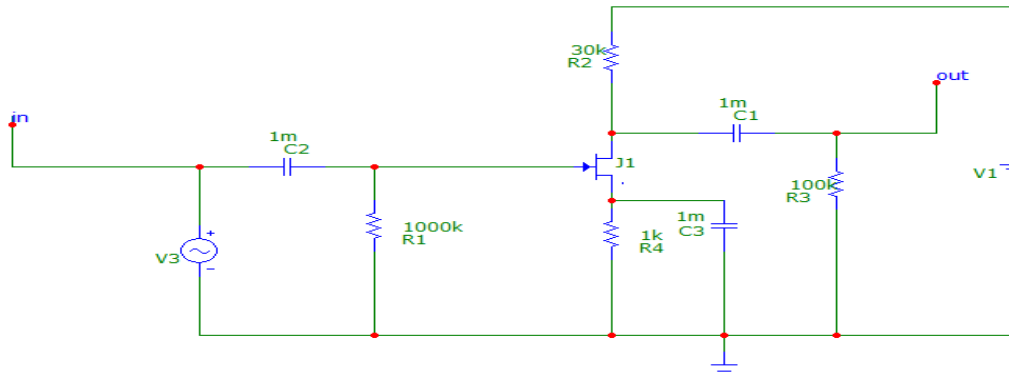 30k
R2
out
in
1m
C1
1m
C2
J1
V1
100k
R3
1000k
R1
1m
C3
1k
R4
+
V3
−